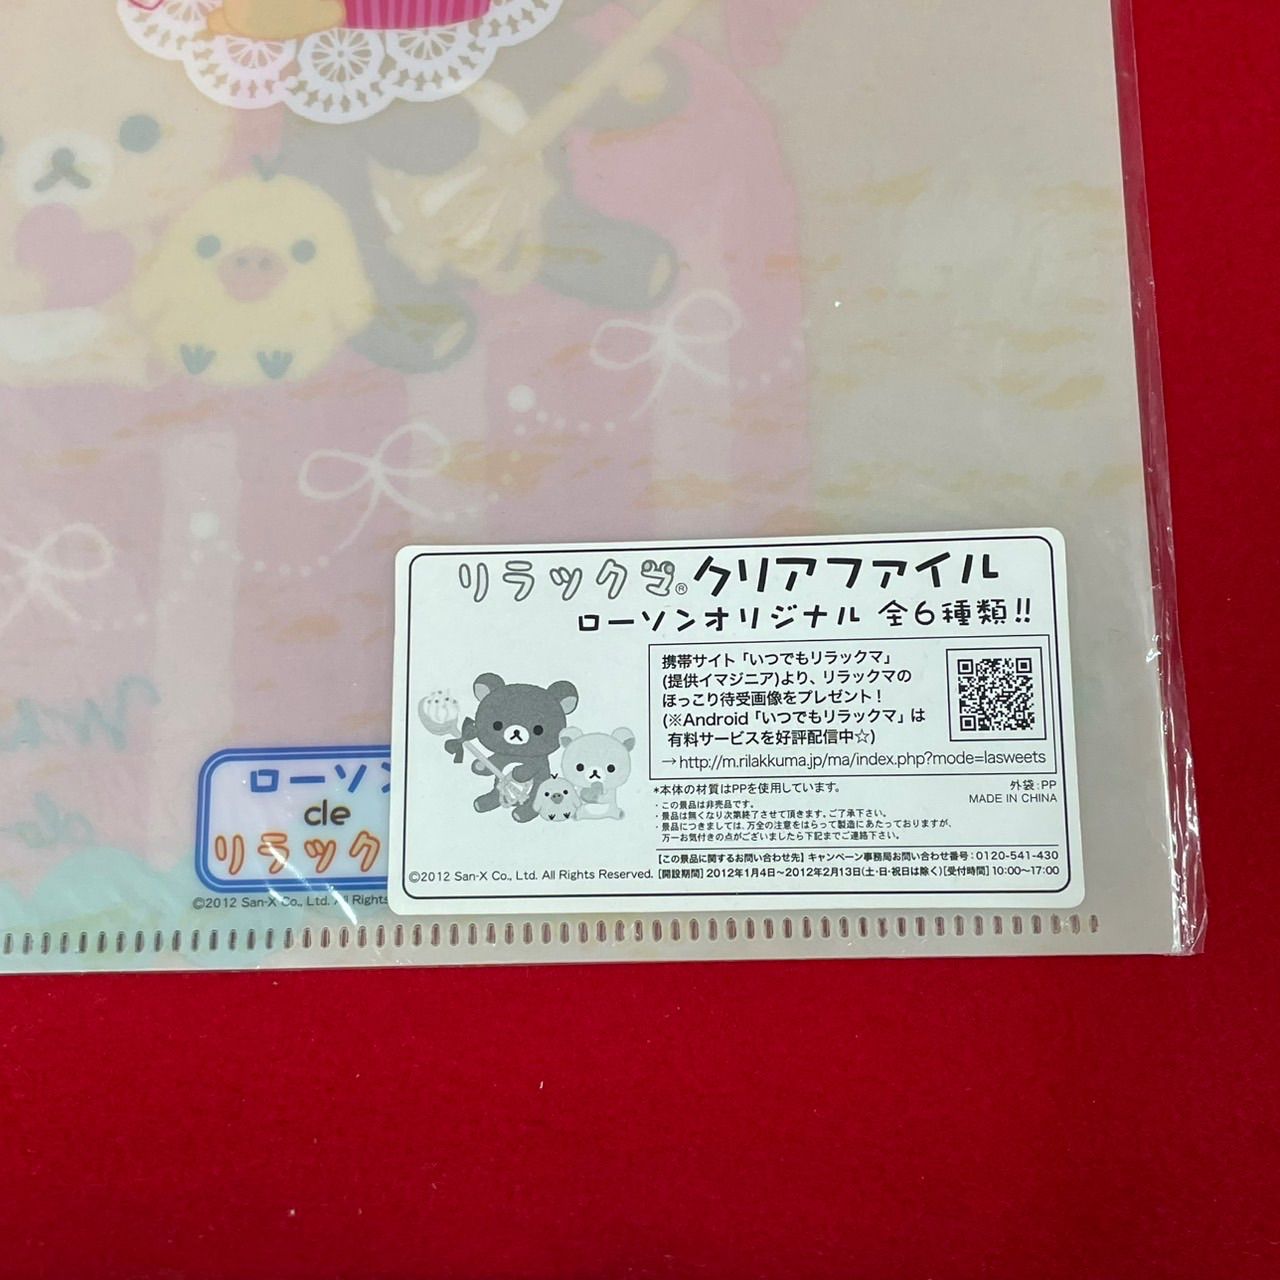 リラックマ®クリアファイル
ローソンオリジナル 全6種類!!
携帯サイト「いつでもリラックマ」
(提供イマジニア)より、リラックマの
ほっこり待受画像をプレゼント!
(※Android「いつでもリラックマ」は
有料サービスを好評配信中☆)
→http://m.rilakkuma.jp/ma/index.php?mode=lasweets
*本体の材質はPPを使用しています。
外袋:PP
MADE IN CHINA
・この景品は非売品です。
・景品は無くなり次第終了させて頂きます。ご了承下さい。
・景品につきましては、万全の注意をはらって製造にあたっておりますが、
万一お気付きの点がございましたら下記までご連絡下さい。
【この景品に関するお問い合わせ先】キャンペーン事務局お問い合わせ番号:0120-541-430
©2012 San-X Co., Ltd. All Rights Reserved. [開設期間] 2012年1月4日～2012年2月13日(土・日・祝日は除く)[受付時間] 10:00～17:00
ローソン
cle
リラック
©2012 San-X Co., Ltd. All Rights